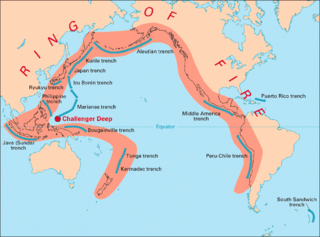 RING OF FIRE
Aleutian trench
Kurile trench
Japan trench
Izu Bonin trench
Ryukyu trench
Philippine
trench
Marianas trench
Challenger Deep
Bougainville trench
Equator
Java (Sunda)
trench
Tonga trench
Kermadec trench
Middle America
trench
Puerto Rico trench
Peru-Chile trench
South Sandwich
trench